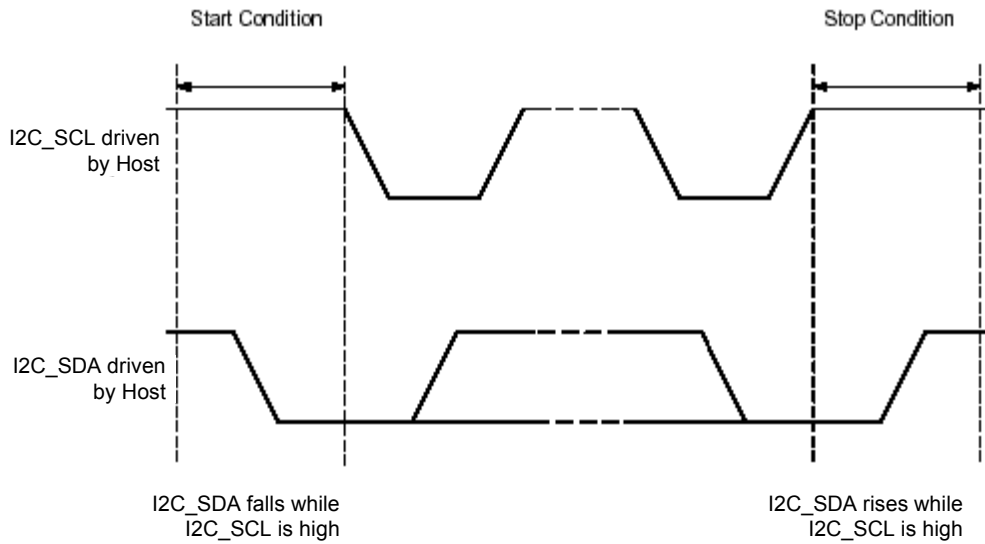 Start Condition
Stop Condition
I2C_SCL driven
by Host
I2C_SDA driven
by Host
I2C_SDA falls while
I2C_SCL is high
I2C_SDA rises while
I2C_SCL is high